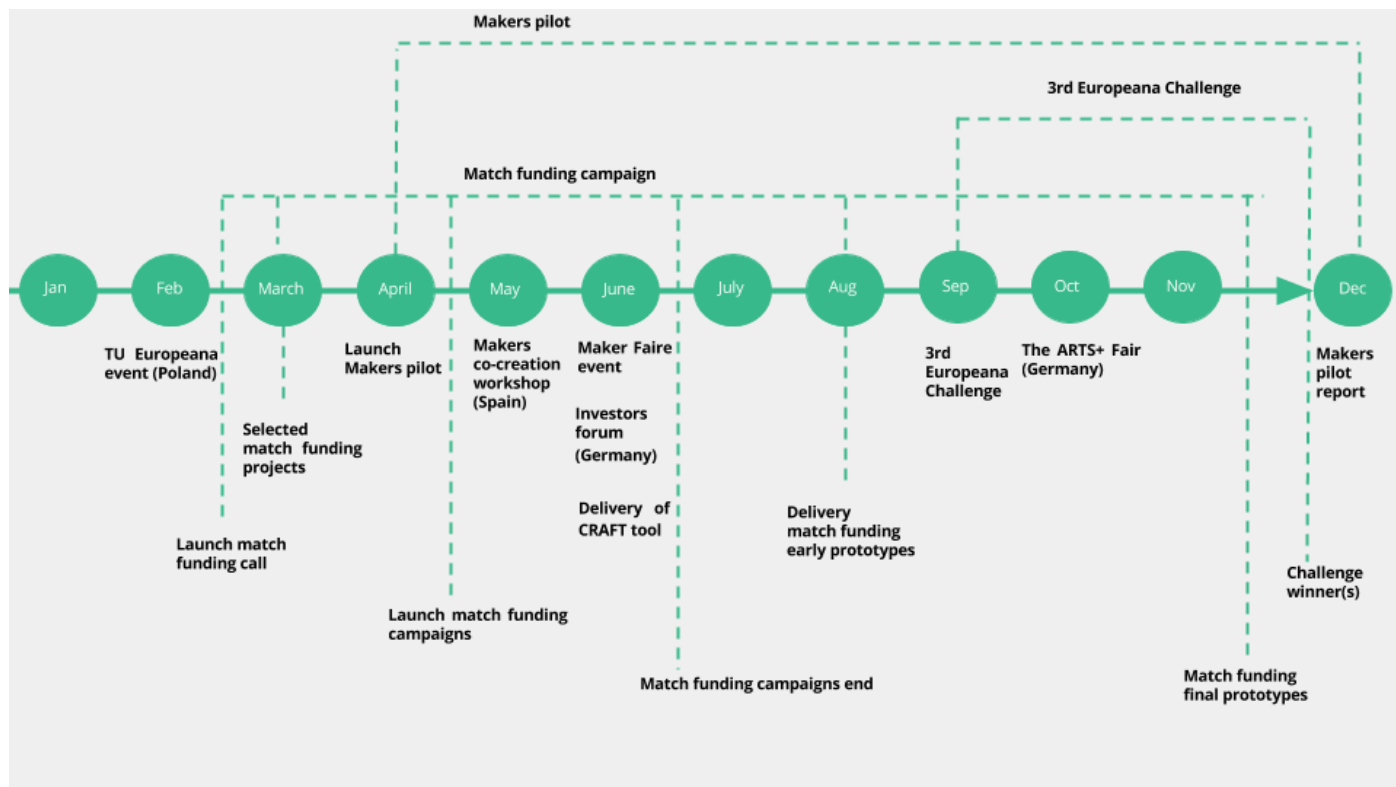 Makers pilot
3rd Europeana Challenge
Match funding campaign
Jan
Feb
March
April
May
June
July
Aug
Sep
Oct
Nov
Dec
TU Europeana
event (Poland)
Launch
Makers pilot
Makers
co-creation
workshop
(Spain)
Maker Faire
event
Investors
forum
(Germany)
Delivery of
CRAFT tool
3rd
Europeana
Challenge
The ARTS+ Fair
(Germany)
Makers
pilot
report
Selected
match funding
projects
Launch match
funding call
Delivery
match funding
early prototypes
Challenge
winner(s)
Launch match funding
campaigns
Match funding campaigns end
Match funding
final prototypes